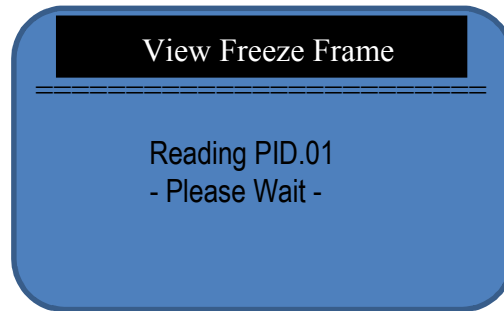 View Freeze Frame
=========================
Reading PID.01
- Please Wait -